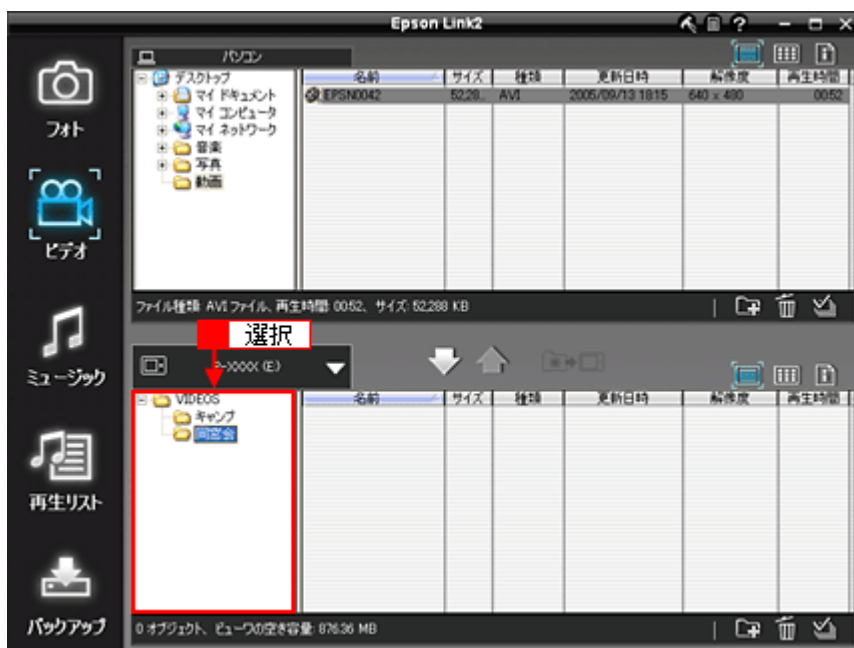 Epson Link2
パソコン
フォト
ビデオ
ミュージック
再生リスト
バックアップ
デスクトップ
マイ ドキュメント
マイ コンピュータ
マイ ネットワーク
音楽
写真
動画
名前 サイズ 種類 更新日時 解像度 再生時間
EPSN0042 52,28... AVI 2005/09/13 18:15 640 x 480 00:52
ファイル種類: AVI ファイル、再生時間: 00:52、サイズ: 52,288 KB
選択
P-XXXX (E)
VIDEOS
キャンプ
同窓会
名前 サイズ 種類 更新日時 解像度 再生時間
0 オブジェクト、ビューワの空き容量: 876.36 MB